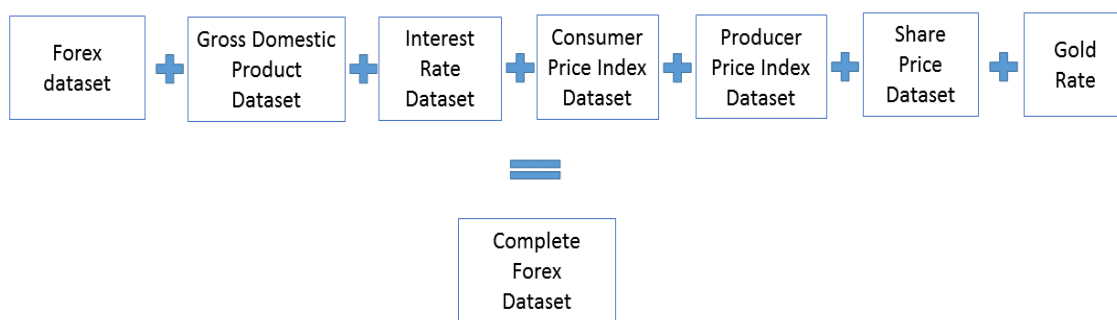 Forex
dataset
Gross Domestic
Product
Dataset
Interest
Rate
Dataset
Consumer
Price Index
Dataset
Producer
Price Index
Dataset
Share
Price
Dataset
Gold
Rate
Complete
Forex
Dataset